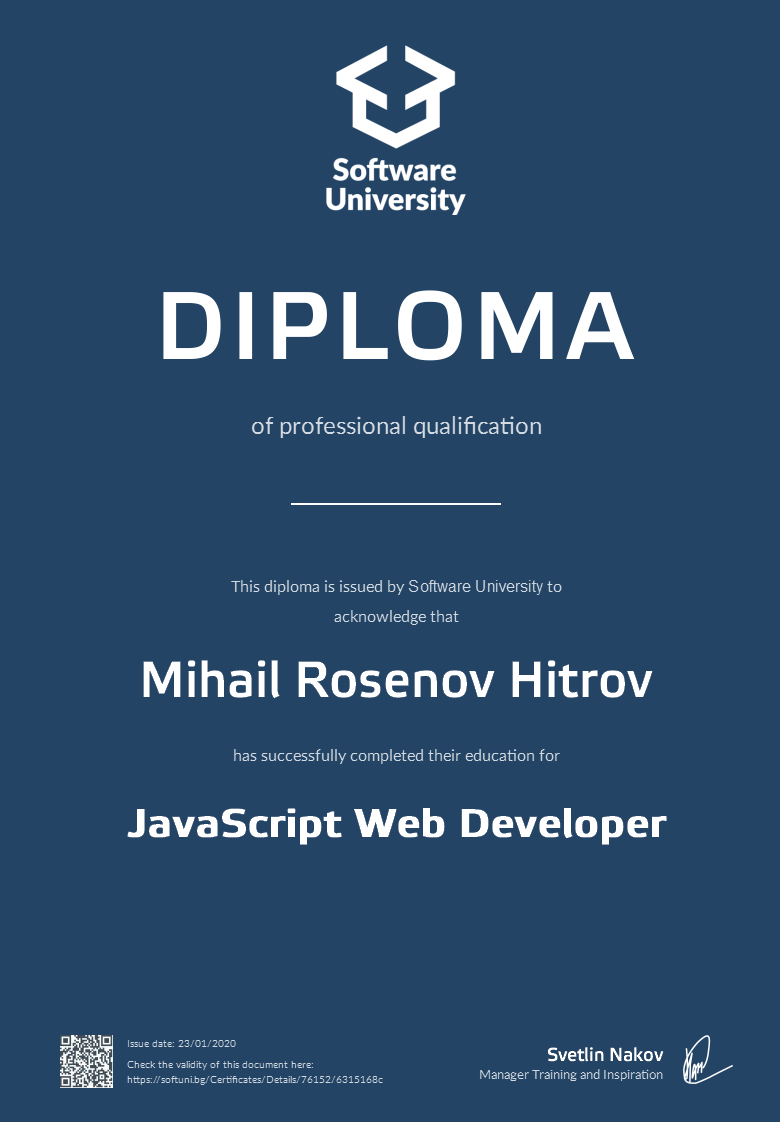 Software
University
DIPLOMA
of professional qualification
This diploma is issued by Software University to
acknowledge that
Mihail Rosenov Hitrov
has successfully completed their education for
JavaScript Web Developer
Issue date: 23/01/2020
Check the validity of this document here:
https://softuni.bg/Certificates/Details/76152/6315168c
Svetlin Nakov
Manager Training and Inspiration